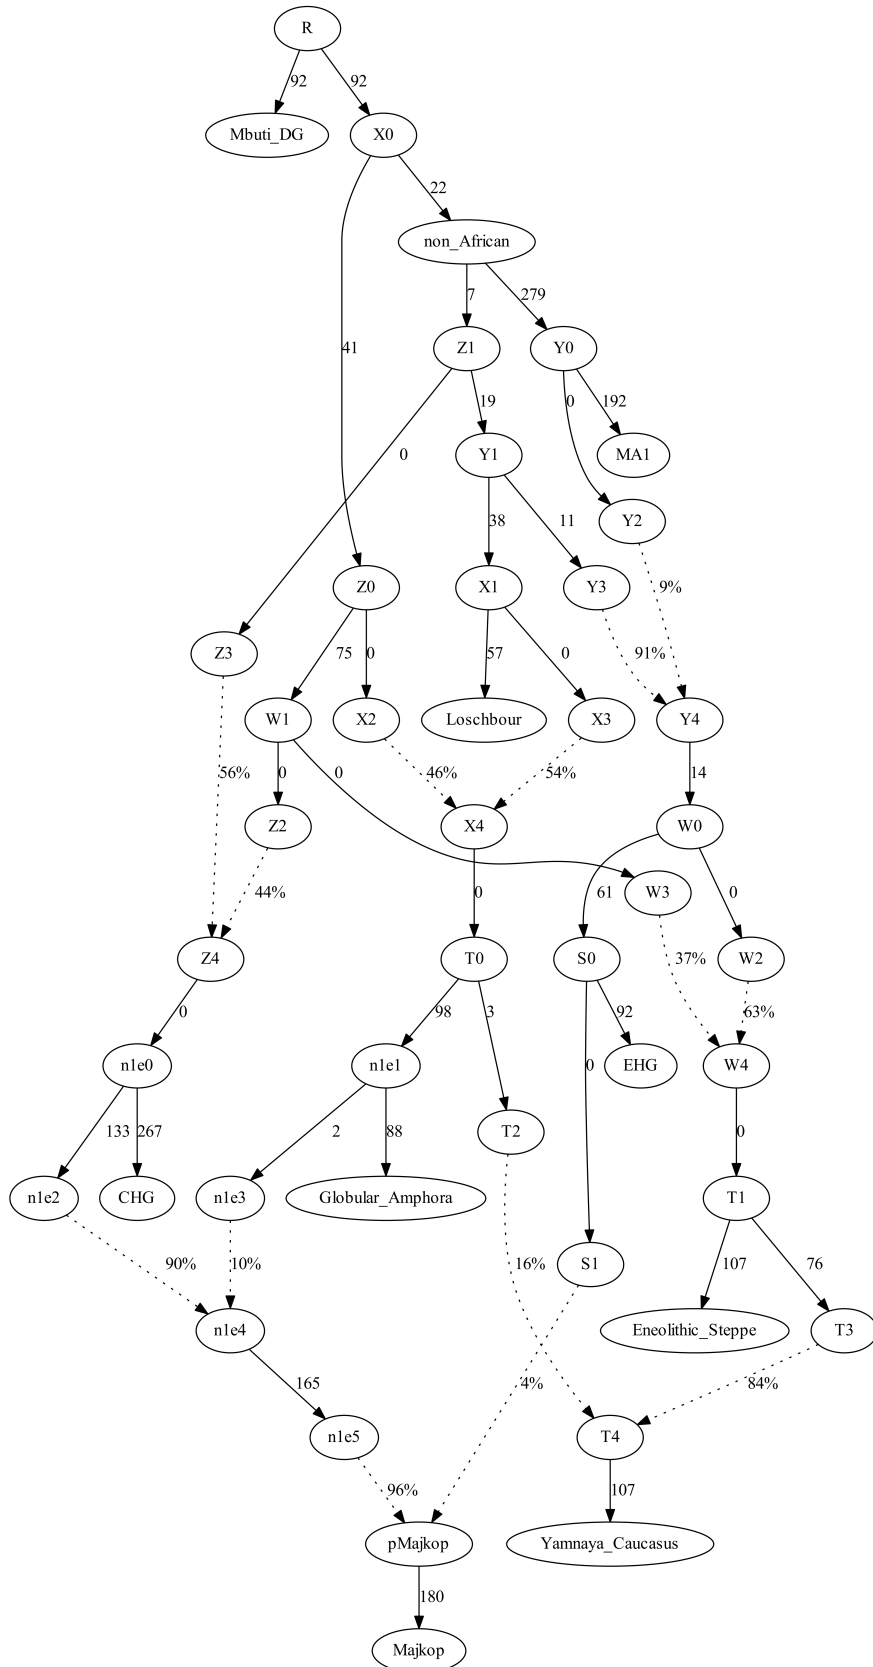 R
92 92
Mbuti_DG X0
22
non_African
41 7 279
Z1 Y0
0 19 0 192
Y1 MA1
38 11 Y2
Z0 X1 Y3 9%
Z3 75 0 57 0 91%
W1 X2 Loschbour X3 Y4
56% 0 0 46% 54% 14
Z2 X4 W0
44% 0 61 W3 0
Z4 T0 S0 37% W2
0 98 3 92 63%
n1e0 n1e1 0 EHG W4
133 267 2 88 T2 0
n1e2 CHG n1e3 Globular_Amphora T1
90% 10% 16% S1 107 76
n1e4 Eneolithic_Steppe T3
165 4% 84%
n1e5 T4
96% 107
pMajkop Yamnaya_Caucasus
180
Majkop